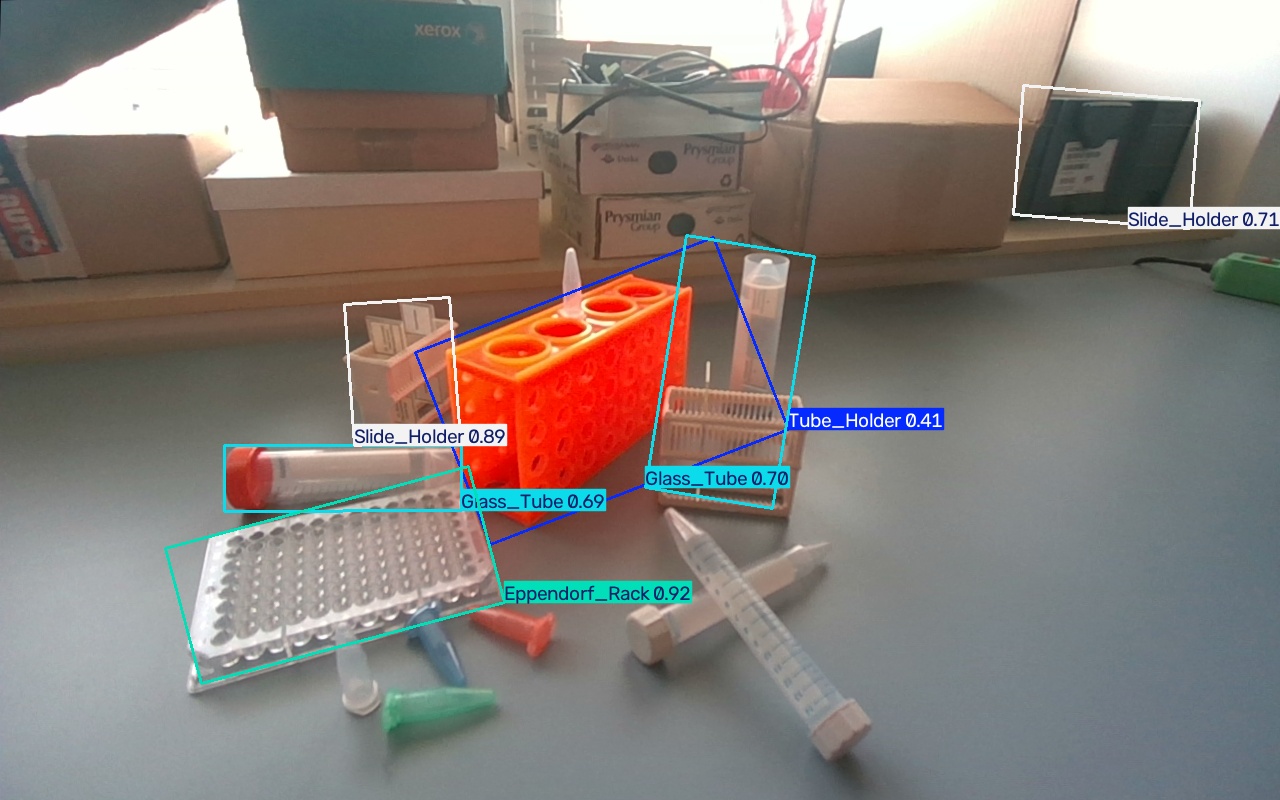 xerox
Prysmian
Group
Prysmian
Group
AUTO
Slide_Holder 0.71
Tube_Holder 0.41
Slide_Holder 0.89
Glass_Tube 0.70
Glass_Tube 0.69
Eppendorf_Rack 0.92